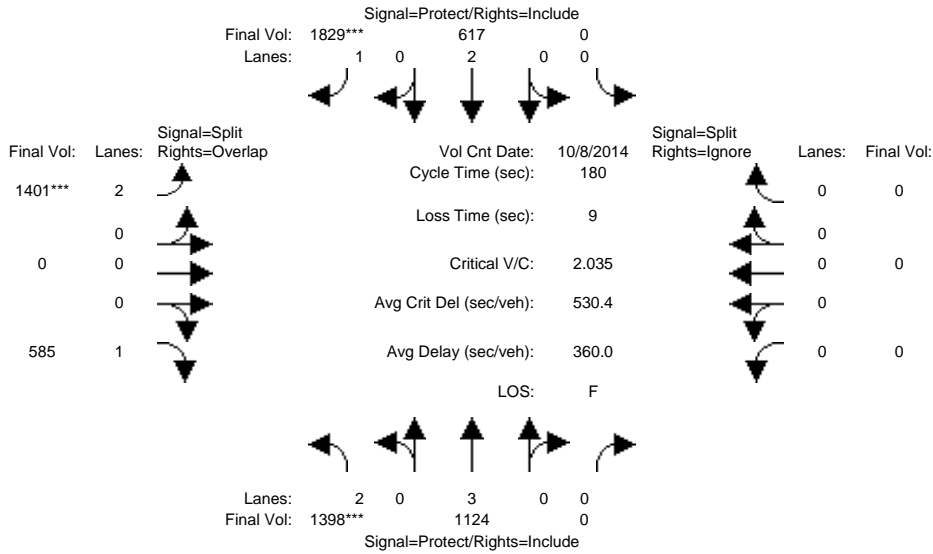 Signal=Protect/Rights=Include
Final Vol: 1829*** 617 0
Lanes: 1 0 2 0 0
Signal=Split Signal=Split
Final Vol: Lanes: Rights=Overlap Vol Cnt Date: 10/8/2014 Rights=Ignore Lanes: Final Vol:
Cycle Time (sec): 180
1401*** 2 0 0
Loss Time (sec): 9
0 0
0 0 Critical V/C: 2.035 0 0
0 Avg Crit Del (sec/veh): 530.4 0
585 1 Avg Delay (sec/veh): 360.0 0 0
LOS: F
Lanes: 2 0 3 0 0
Final Vol: 1398*** 1124 0
Signal=Protect/Rights=Include